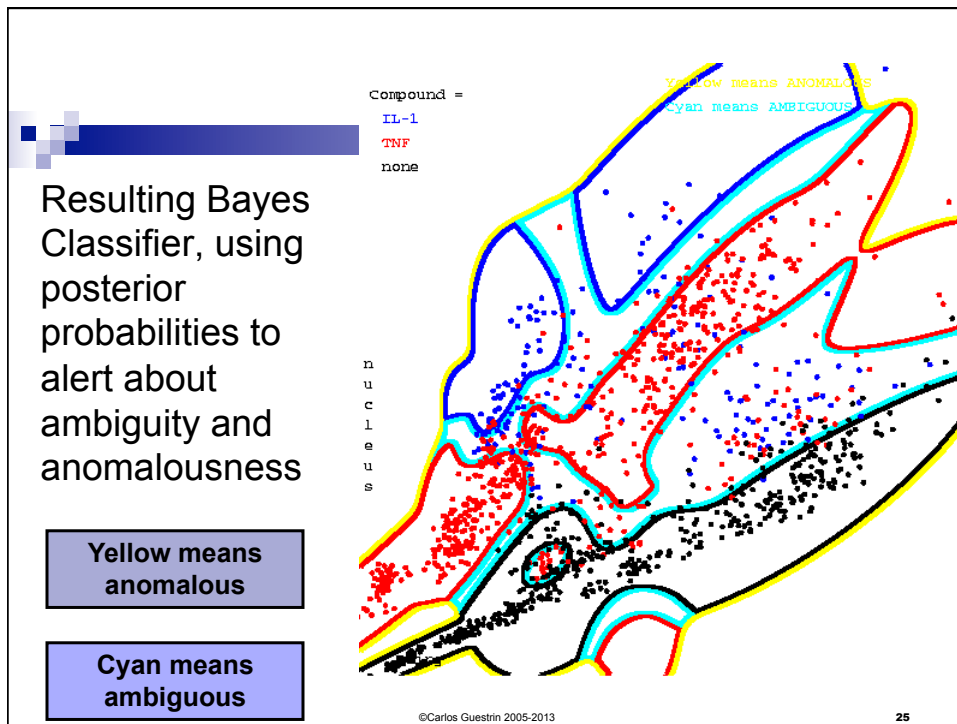 Compound =
IL-1
TNF
none
Yellow means ANOMALOUS
Cyan means AMBIGUOUS
Resulting Bayes
Classifier, using
posterior
probabilities to
alert about
ambiguity and
anomalousness
n
u
c
l
e
u
s
Yellow means
anomalous
Cyan means
ambiguous
©Carlos Guestrin 2005-2013
25